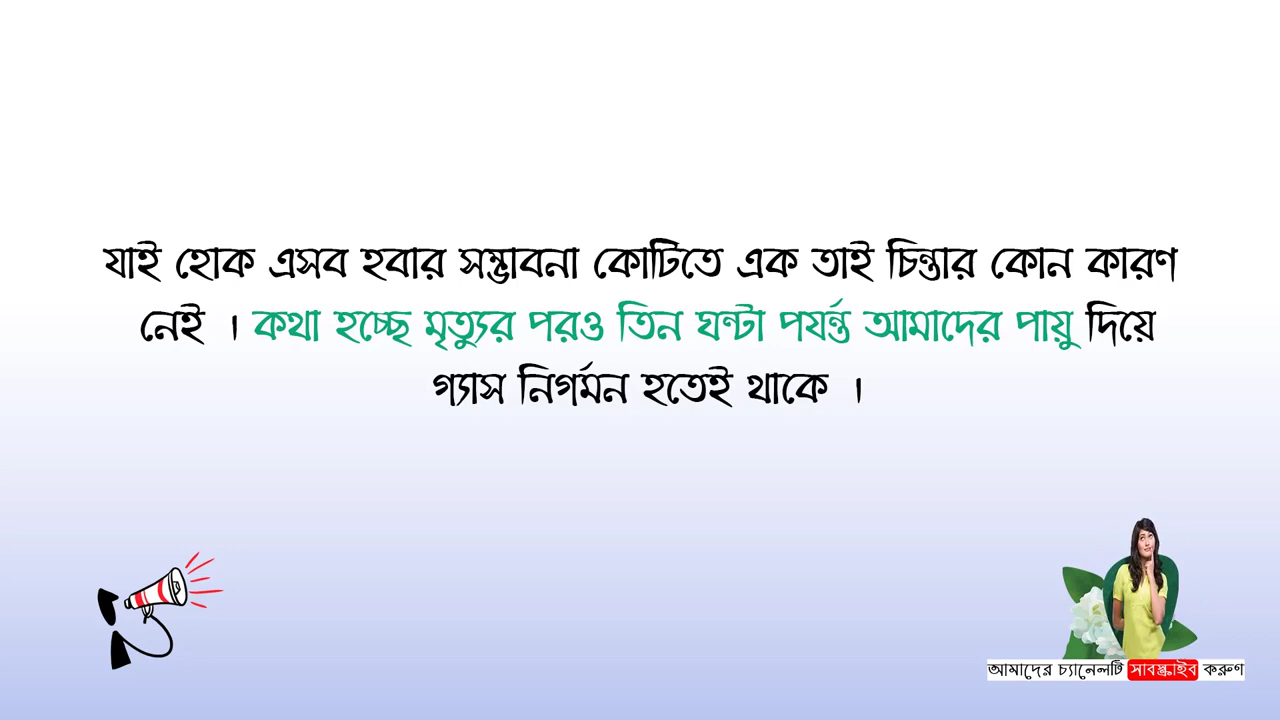 যাই হোক এসব হবার সম্ভাবনা কোটিতে এক তাই চিন্তার কোন কারণ
নেই । কথা হচ্ছে মৃত্যুর পরও তিন ঘন্টা পর্যন্ত আমাদের পায়ু দিয়ে
গ্যাস নির্গমন হতেই থাকে ।
আমাদের চ্যানেলটি সাবস্ক্রাইব করুণ